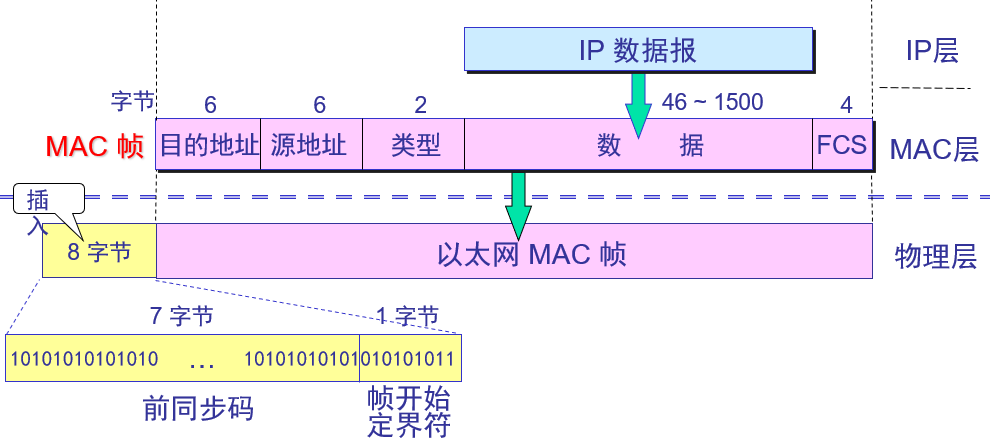 IP 数据报
IP层
字节
6
6
2
46 ~ 1500
4
MAC 帧
目的地址
源地址
类型
数 据
FCS
MAC层
插
入
8 字节
以太网 MAC 帧
物理层
7 字节
1 字节
10101010101010 … 10101010101010101011
前同步码
帧开始
定界符